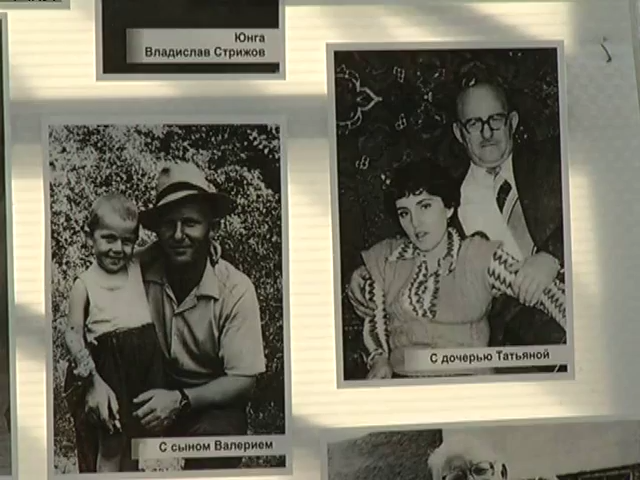 Юнга
Владислав Стрижов
С дочерью Татьяной
С сыном Валерием